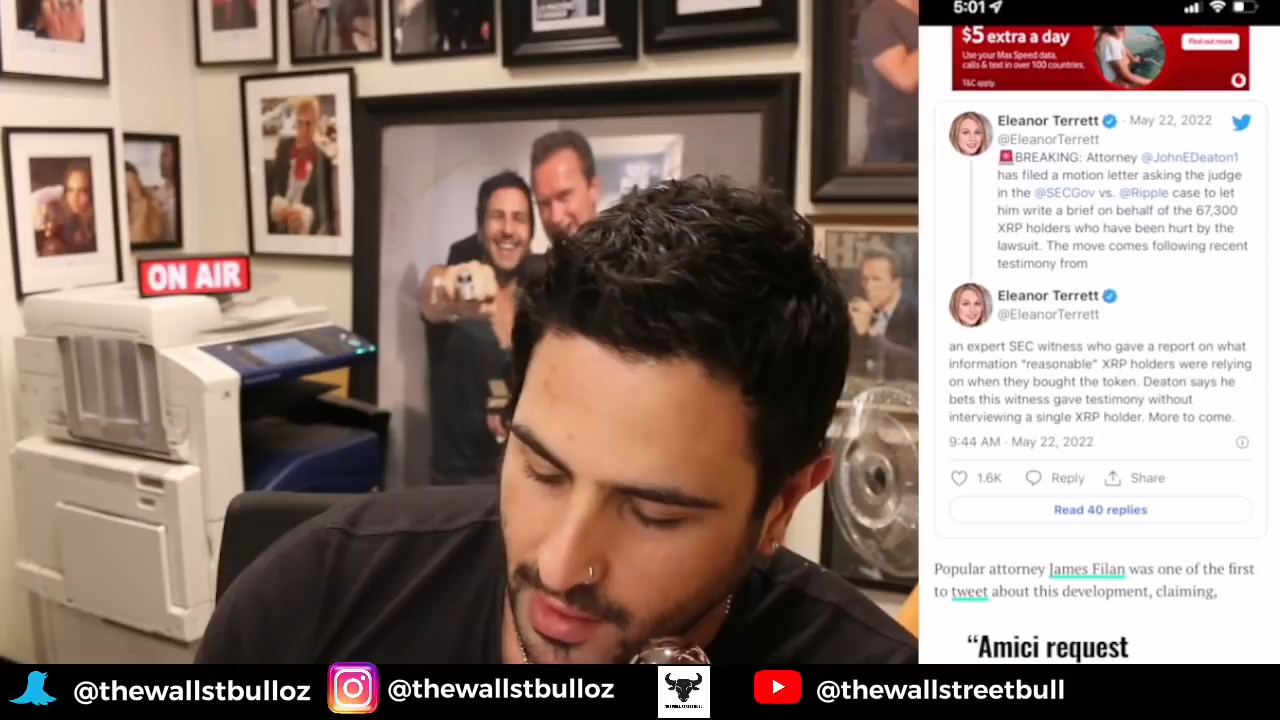 ON AIR
5:01
$5 extra a day
Use your Max Speed data,
calls & text in over 100 countries.
T&C apply.
Find out more
Eleanor Terrett · May 22, 2022
@EleanorTerrett
🚨BREAKING: Attorney @JohnEDeaton1
has filed a motion letter asking the judge
in the @SECGov vs. @Ripple case to let
him write a brief on behalf of the 67,300
XRP holders who have been hurt by the
lawsuit. The move comes following recent
testimony from
Eleanor Terrett
@EleanorTerrett
an expert SEC witness who gave a report on what
information “reasonable” XRP holders were relying
on when they bought the token. Deaton says he
bets this witness gave testimony without
interviewing a single XRP holder. More to come.
9:44 AM · May 22, 2022
1.6K Reply Share
Read 40 replies
Popular attorney James Filan was one of the first
to tweet about this development, claiming,
“Amici request
@thewallstbulloz @thewallstbulloz @thewallstreetbull